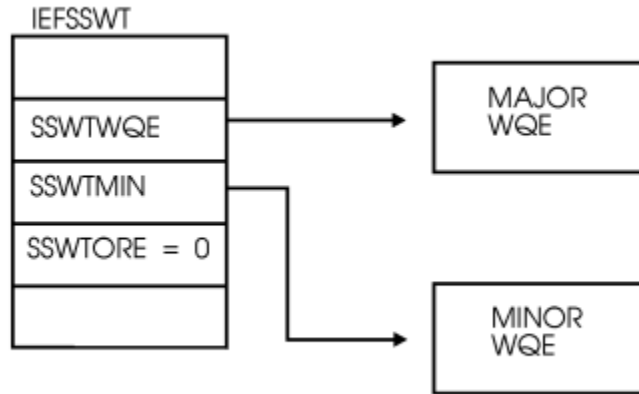 IEFSSWT
SSWTWQE
SSWTMIN
SSWTORE = 0
MAJOR
WQE
MINOR
WQE